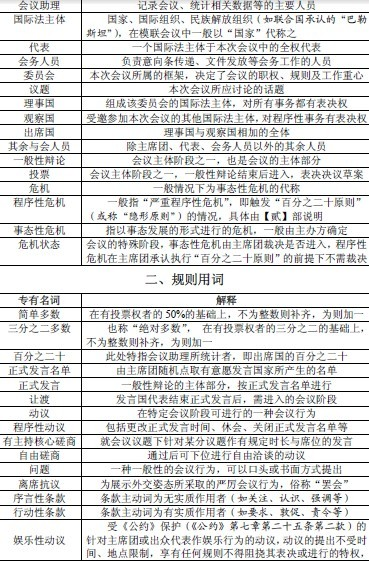 会议助理 记录会议、统计相关数据等的主要人员
国际法主体 国家、国际组织、民族解放组织(如联合国承认的“巴勒
斯坦”),在模联会议中一般以“国家”代称之
代表 一个国际法主体于本次会议中的全权代表
会务人员 负责意向条传递、文件发放等会务工作的人员
委员会 本次会议所属的框架,决定了会议的职权、规则及工作重心
议题 本次会议所应讨论的话题
理事国 组成该委员会的国际法主体,对所有事务都有表决权
观察国 受邀参加本次会议的其他国际法主体,对程序性事务有表决权
出席国 理事国与观察国相加的全体
其余与会人员 除主席团、代表、会务人员以外的其余人员
一般性辩论 会议主体阶段之一,也是会议的主体部分
投票 会议主体阶段之一,一般性辩论结束后进入,表决决议草案
危机 一般情况下为事态性危机的代称
程序性危机 一般指“严重程序性危机”,即触发“百分之二十原则”
(或称“隐形原则”)的情况,具体由【贰】部说明
事态性危机 指以事态发展的形式进行的危机,一般由主办方确定
危机状态 会议的特殊阶段,事态性危机由主席团裁决是否进入,程序性
危机在主席团承认执行“百分之二十原则”的前提下不需裁决
二、规则用词
专有名词 解释
简单多数 在有投票权者的50%的基础上,不为整数则补齐,为则加一
三分之二多数 也称“绝对多数”,在有投票权者的三分之二的基础上,
不为整数则补齐,为则加一
百分之二十 此处特指会议助理所统计者,即出席国的百分之二十
正式发言名单 由主席团随机点取有意愿发言国家所产生的名单
正式发言 一般性辩论的主体部分,按正式发言名单进行
让渡 发言国代表结束正式发言后,需进入的会议阶段
动议 在特定会议阶段可进行的一种会议行为
程序性动议 包括更改正式发言时间、休会、关闭正式发言名单等
有主持核心磋商 就会议议题下针对某分议题作有规定时长与席位的发言
自由磋商 通过后可下位进行自由洽谈的动议
问题 一种一般性的会议行为,可以口头或书面方式提出
离席抗议 为展示外交姿态所采取的严厉会议行为,俗称“罢会”
序言性条款 条款主动词为无实质作用者(如关注、认识、强调等)
行动性条款 条款主动词为有实质作用者(如要求、敦促、责令等)
娱乐性动议 受《公约》保护(《公约》第七章第二十五条第二款)的
针对主席团或出众代表作娱乐行为的动议,动议的提出不受时
间、地点限制,享有任何规则不得阻挠其表决或进行的特权,